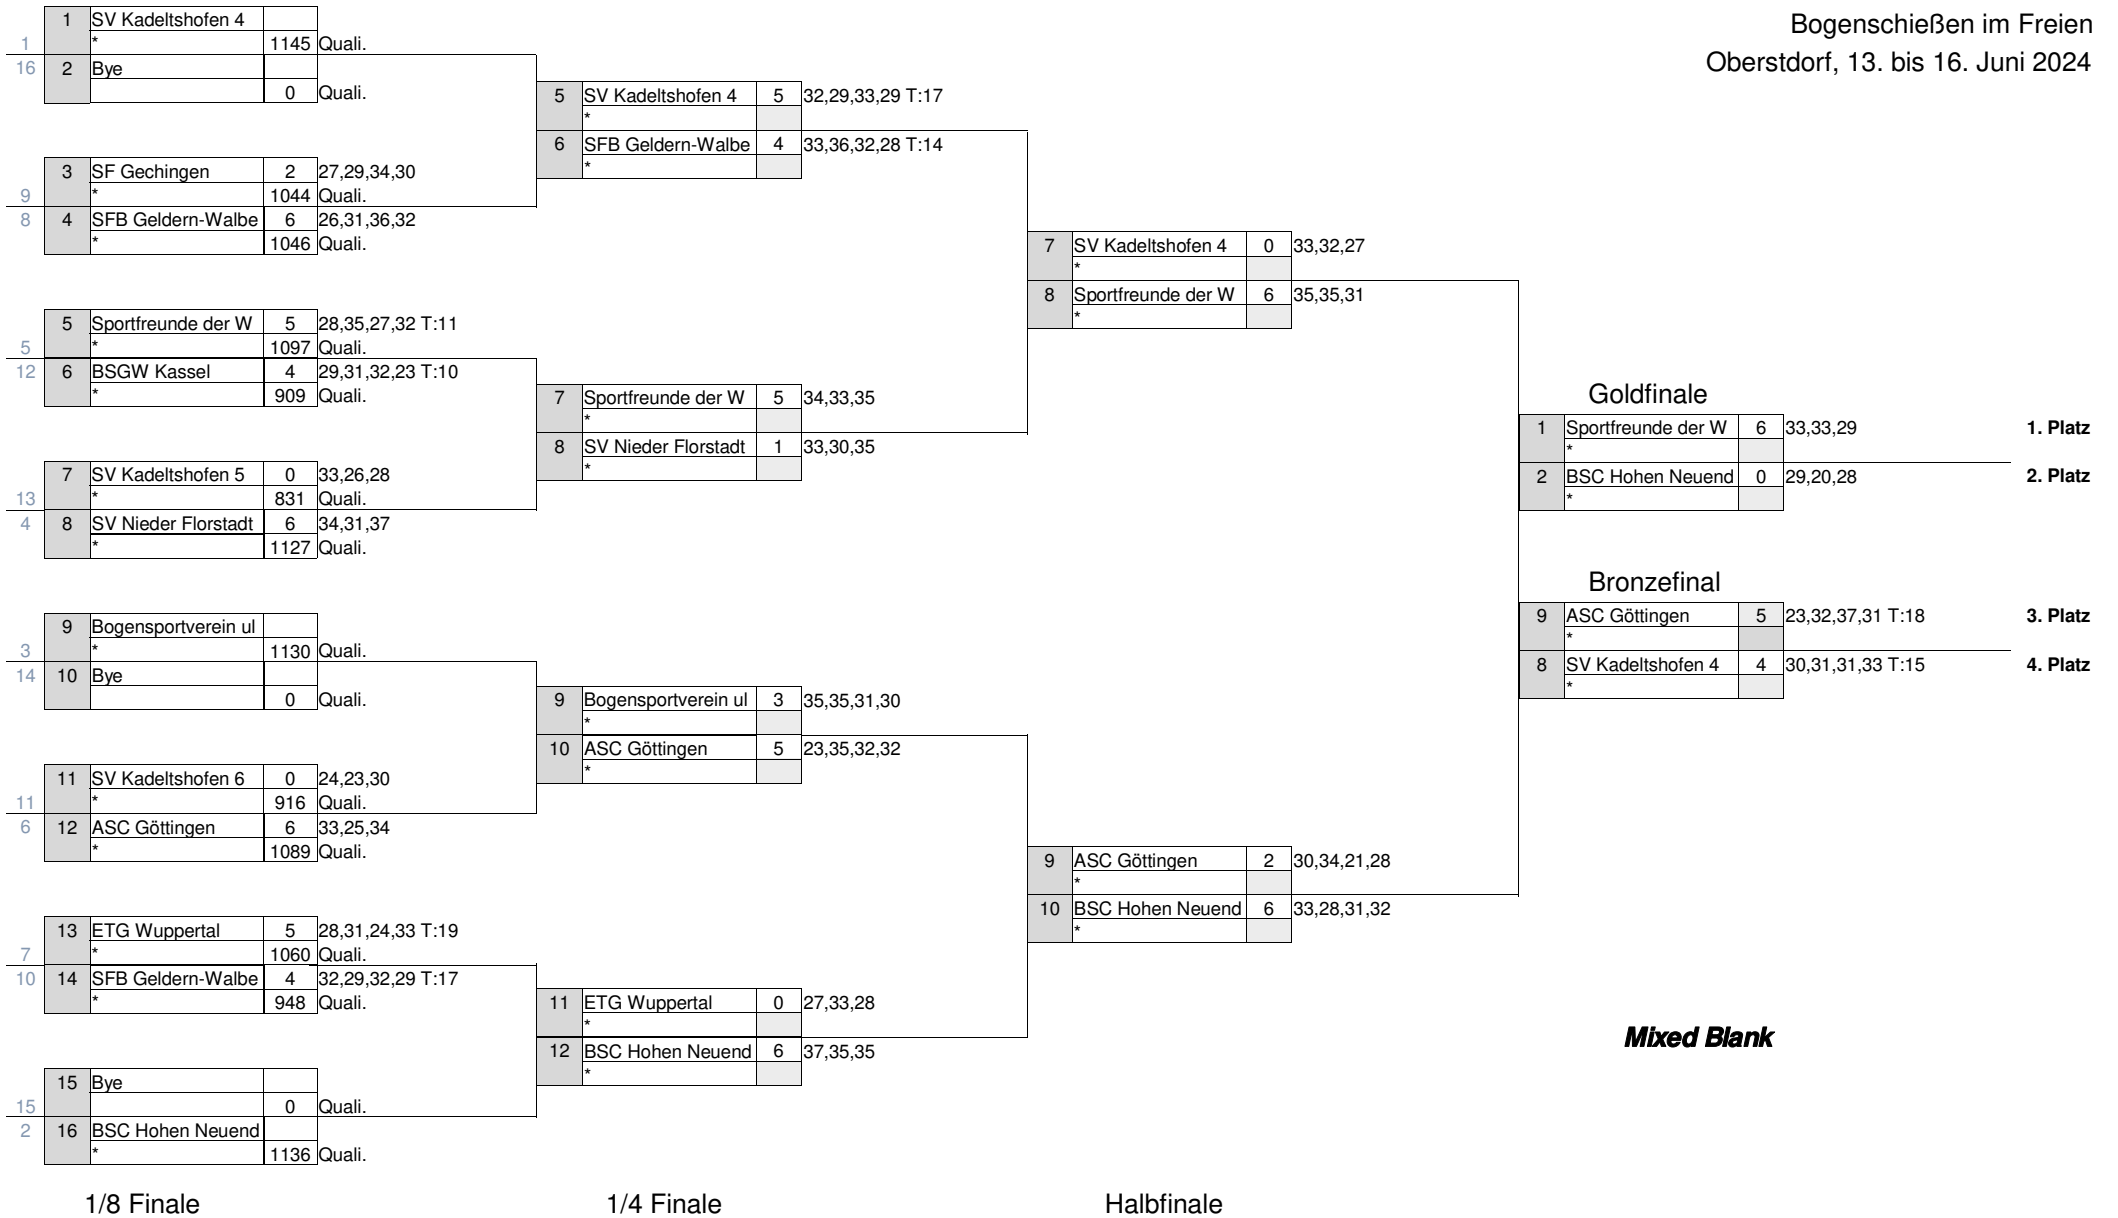 Bogenschießen im Freien
Oberstdorf, 13. bis 16. Juni 2024
1 SV Kadeltshofen 4
1 * 1145 Quali.
16 2 Bye
0 Quali.
3 SF Gechingen 2 27,29,34,30
9 * 1044 Quali.
8 4 SFB Geldern-Walbe 6 26,31,36,32
* 1046 Quali.
5 Sportfreunde der W 5 28,35,27,32 T:11
5 * 1097 Quali.
12 6 BSGW Kassel 4 29,31,32,23 T:10
* 909 Quali.
7 SV Kadeltshofen 5 0 33,26,28
13 * 831 Quali.
4 8 SV Nieder Florstadt 6 34,31,37
* 1127 Quali.
9 Bogensportverein ul
3 * 1130 Quali.
14 10 Bye
0 Quali.
11 SV Kadeltshofen 6 0 24,23,30
11 * 916 Quali.
6 12 ASC Göttingen 6 33,25,34
* 1089 Quali.
13 ETG Wuppertal 5 28,31,24,33 T:19
7 * 1060 Quali.
10 14 SFB Geldern-Walbe 4 32,29,32,29 T:17
* 948 Quali.
15 Bye
15 0 Quali.
2 16 BSC Hohen Neuend
* 1136 Quali.
1/8 Finale
5 SV Kadeltshofen 4 5 32,29,33,29 T:17
*
6 SFB Geldern-Walbe 4 33,36,32,28 T:14
*
7 Sportfreunde der W 5 34,33,35
*
8 SV Nieder Florstadt 1 33,30,35
*
9 Bogensportverein ul 3 35,35,31,30
*
10 ASC Göttingen 5 23,35,32,32
*
11 ETG Wuppertal 0 27,33,28
*
12 BSC Hohen Neuend 6 37,35,35
*
1/4 Finale
7 SV Kadeltshofen 4 0 33,32,27
*
8 Sportfreunde der W 6 35,35,31
*
9 ASC Göttingen 2 30,34,21,28
*
10 BSC Hohen Neuend 6 33,28,31,32
*
Halbfinale
Goldfinale
1 Sportfreunde der W 6 33,33,29 1. Platz
*
2 BSC Hohen Neuend 0 29,20,28 2. Platz
*
Bronzefinal
9 ASC Göttingen 5 23,32,37,31 T:18 3. Platz
*
8 SV Kadeltshofen 4 4 30,31,31,33 T:15 4. Platz
*
Mixed Blank